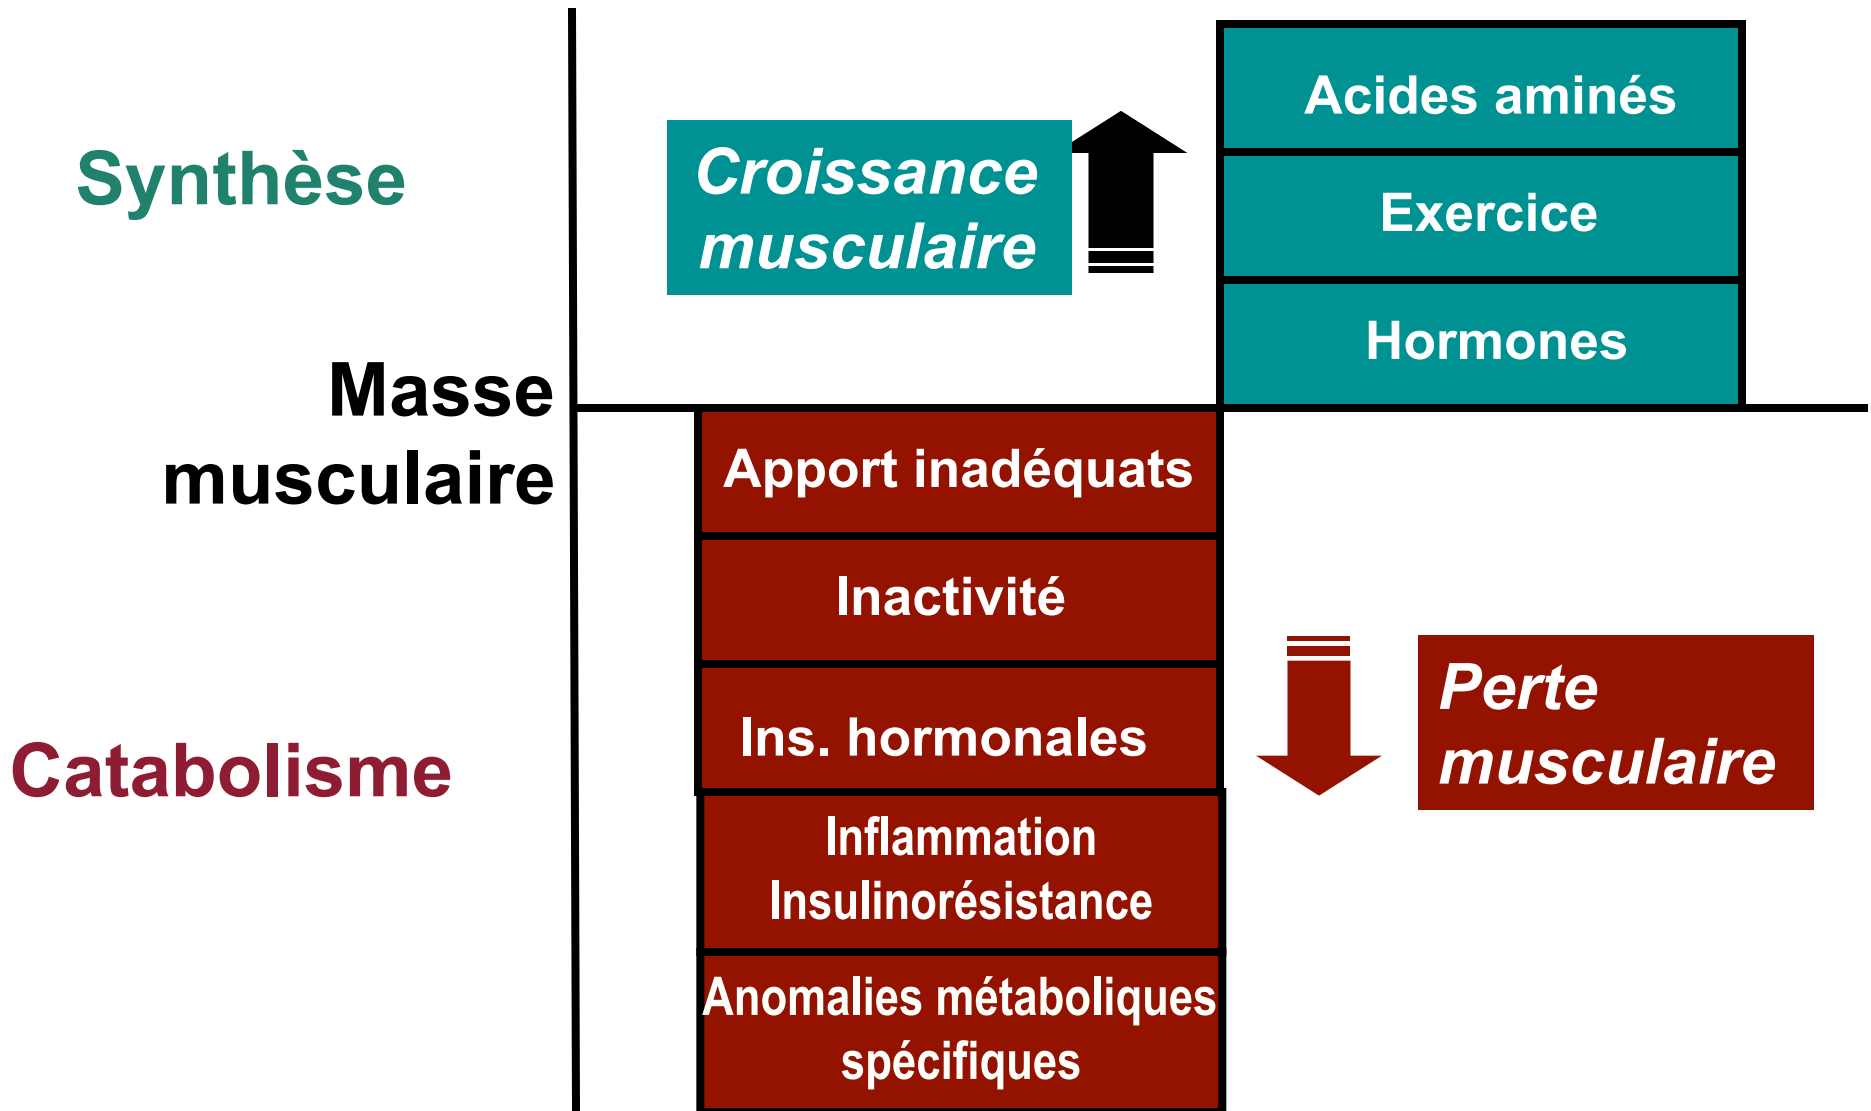 Synthèse
Croissance
musculaire
Acides aminés
Exercice
Hormones
Masse
musculaire
Apport inadéquats
Inactivité
Ins. hormonales
Inflammation
Insulinorésistance
Anomalies métaboliques
spécifiques
Catabolisme
Perte
musculaire